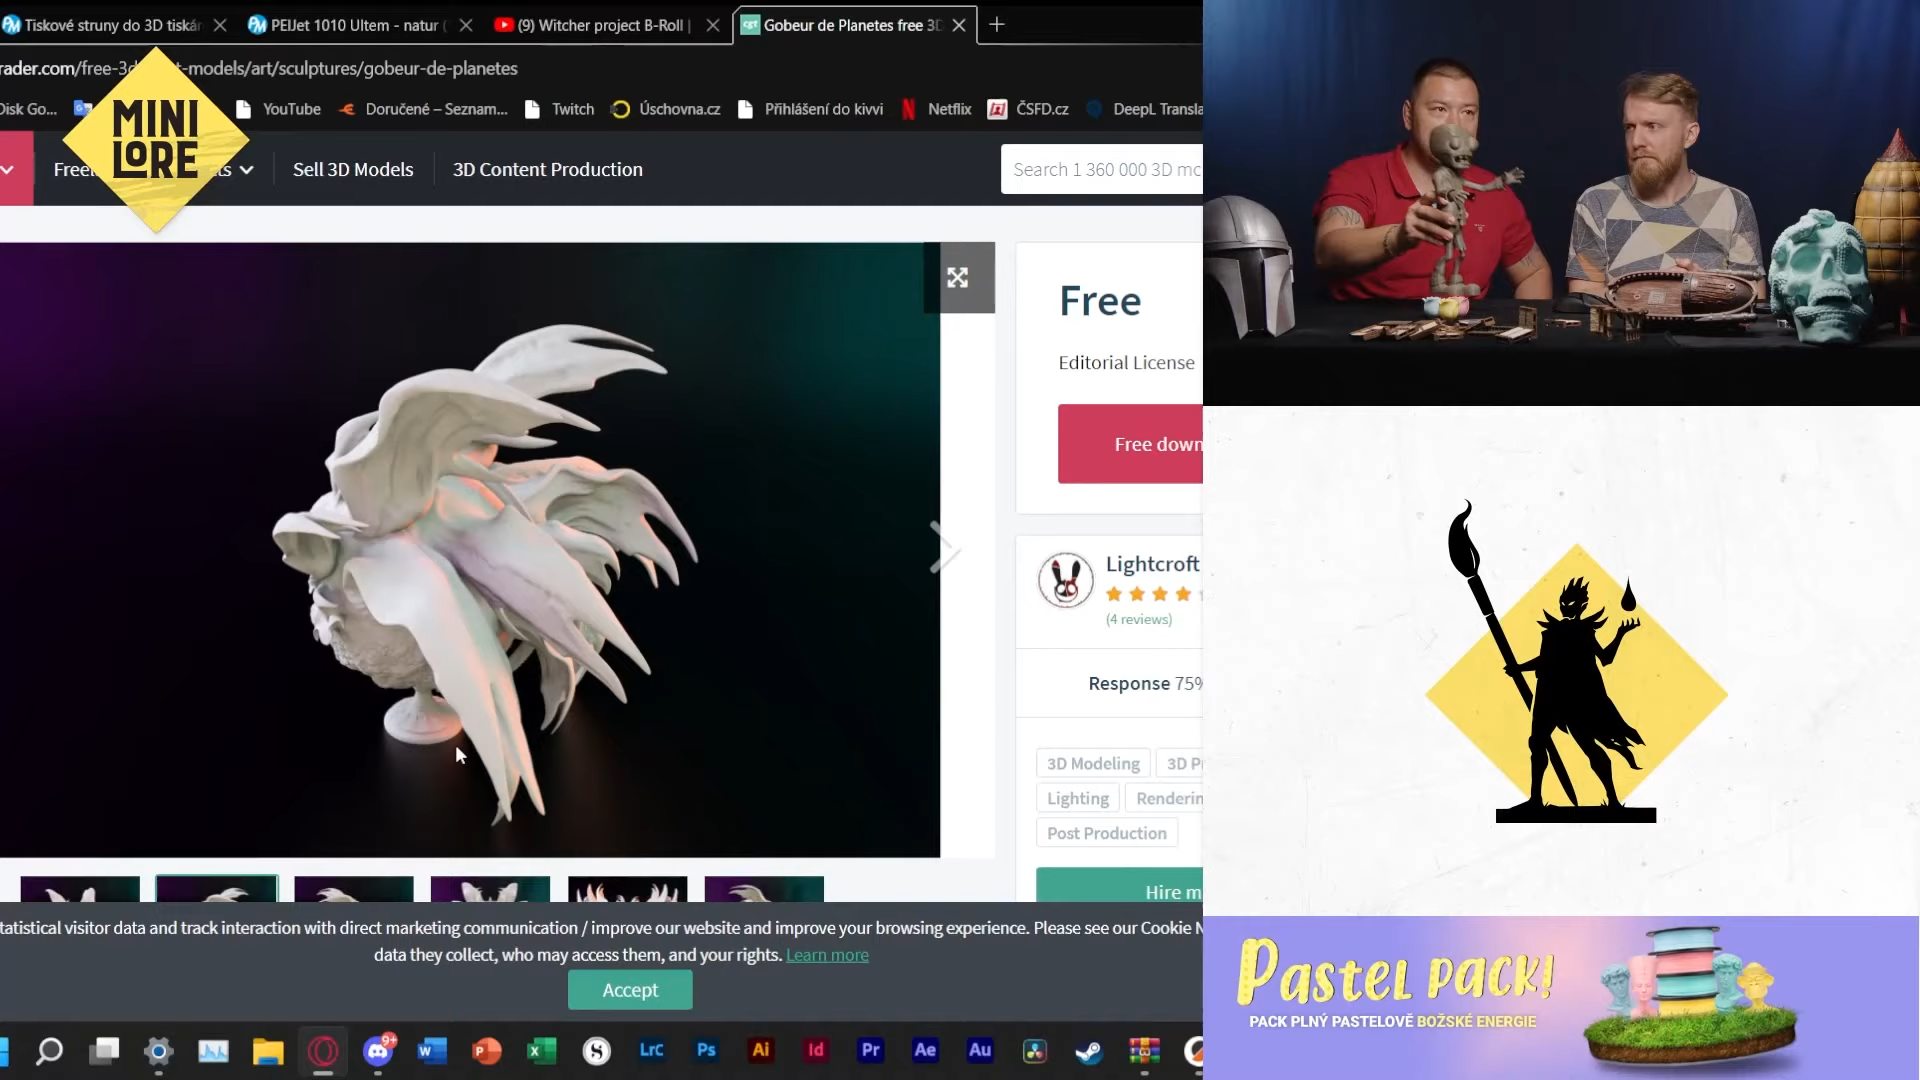 Tiskové struny do 3D tiskár
PEIJet 1010 Ultem - natur (
(9) Witcher project B-Roll |
cgt
Gobeur de Planetes free 3D
rader.com/free-3d
t-models/art/sculptures/gobeur-de-planetes
Disk Go...
YouTube
Doručené – Seznam...
Twitch
Úschovna.cz
Přihlášení do kivvi
Netflix
ČSFD.cz
DeepL Transla
MINI
LORE
Sell 3D Models
3D Content Production
Search 1 360 000 3D mo
Free
Editorial License
Free down
Lightcroft
(4 reviews)
Response 75%
3D Modeling
3D P
Lighting
Renderin
Post Production
Hire m
tatistical visitor data and track interaction with direct marketing communication / improve our website and improve your browsing experience. Please see our Cookie N
data they collect, who may access them, and your rights. Learn more
Accept
9+
LrC
Ps
Ai
Id
Pr
Ae
Au
Pastel pack!
PACK PLNÝ PASTELOVĚ BOŽSKÉ ENERGIE